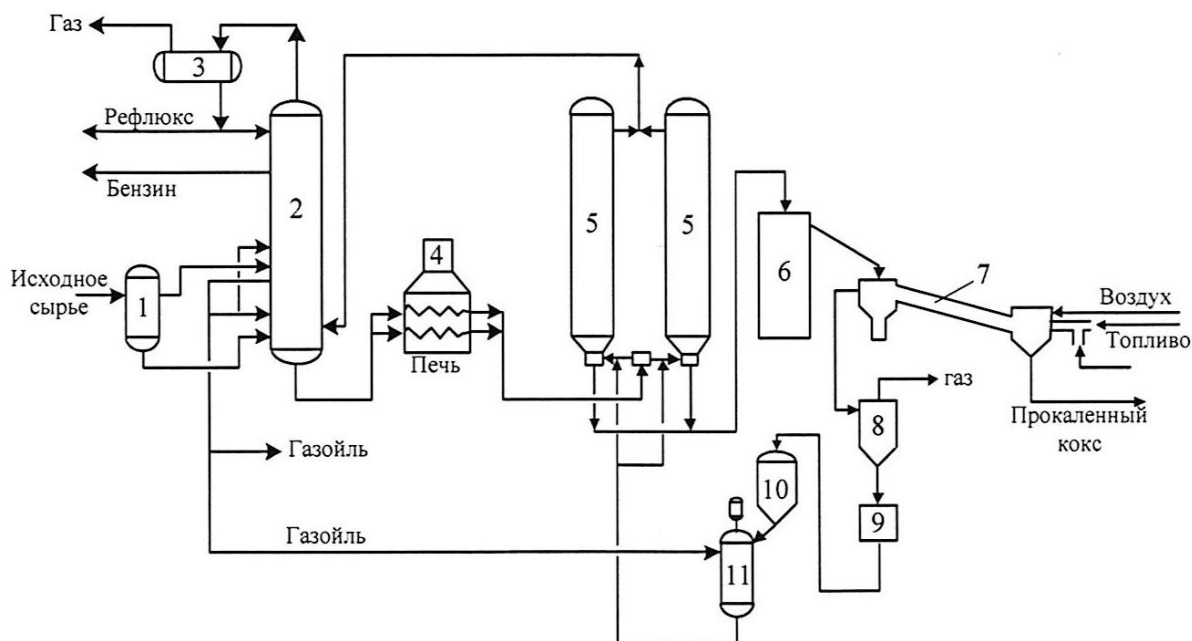 Газ
3
Рефлюкс
Бензин
2
5
5
6
4
7
Исходное
сырье
1
Печь
Воздух
Топливо
газ
Прокаленный
кокс
8
Газойль
10
9
Газойль
11